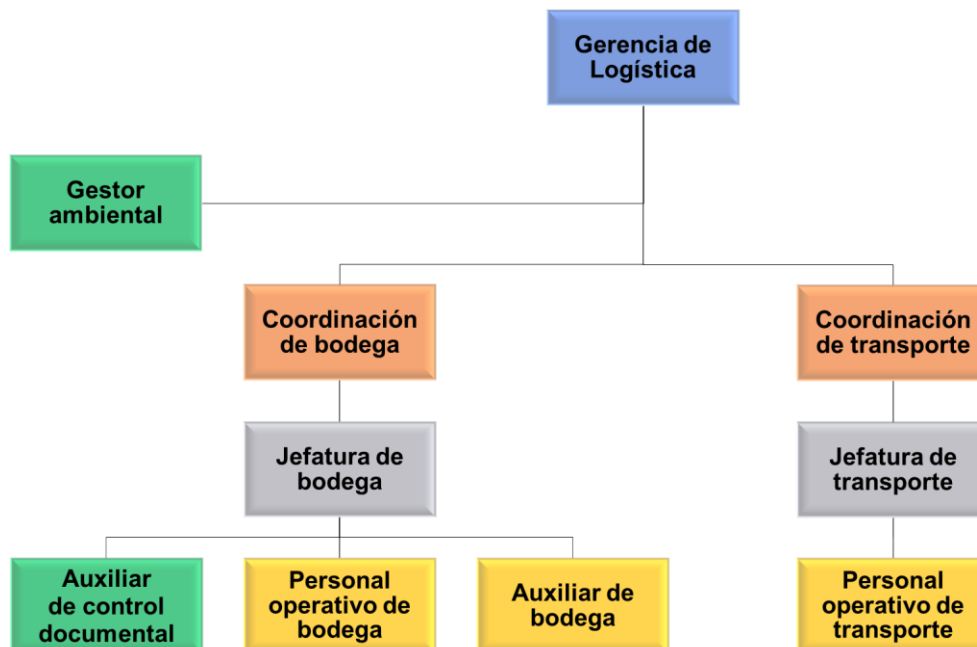 Gerencia de
Logística
Gestor
ambiental
Coordinación
de bodega
Coordinación
de transporte
Jefatura de
bodega
Jefatura de
transporte
Auxiliar
de control
documental
Personal
operativo de
bodega
Auxiliar de
bodega
Personal
operativo de
transporte